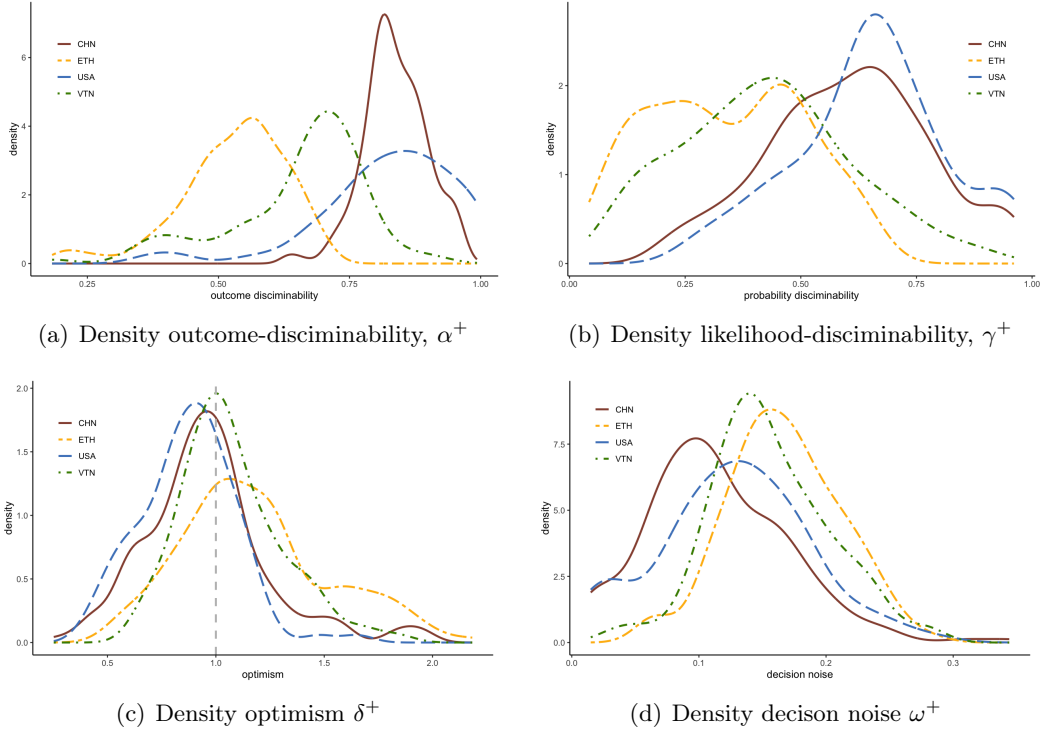 6
4
2
0
density
CHN
ETH
USA
VTN
0.25
0.50
0.75
1.00
outcome disciminability
(a) Density outcome-disciminability, α⁺
2
1
0
density
CHN
ETH
USA
VTN
0.00
0.25
0.50
0.75
1.00
probability disciminability
(b) Density likelihood-disciminability, γ⁺
2.0
1.5
1.0
0.5
0.0
density
CHN
ETH
USA
VTN
0.5
1.0
1.5
2.0
optimism
(c) Density optimism δ⁺
7.5
5.0
2.5
0.0
density
CHN
ETH
USA
VTN
0.0
0.1
0.2
0.3
decision noise
(d) Density decison noise ω⁺